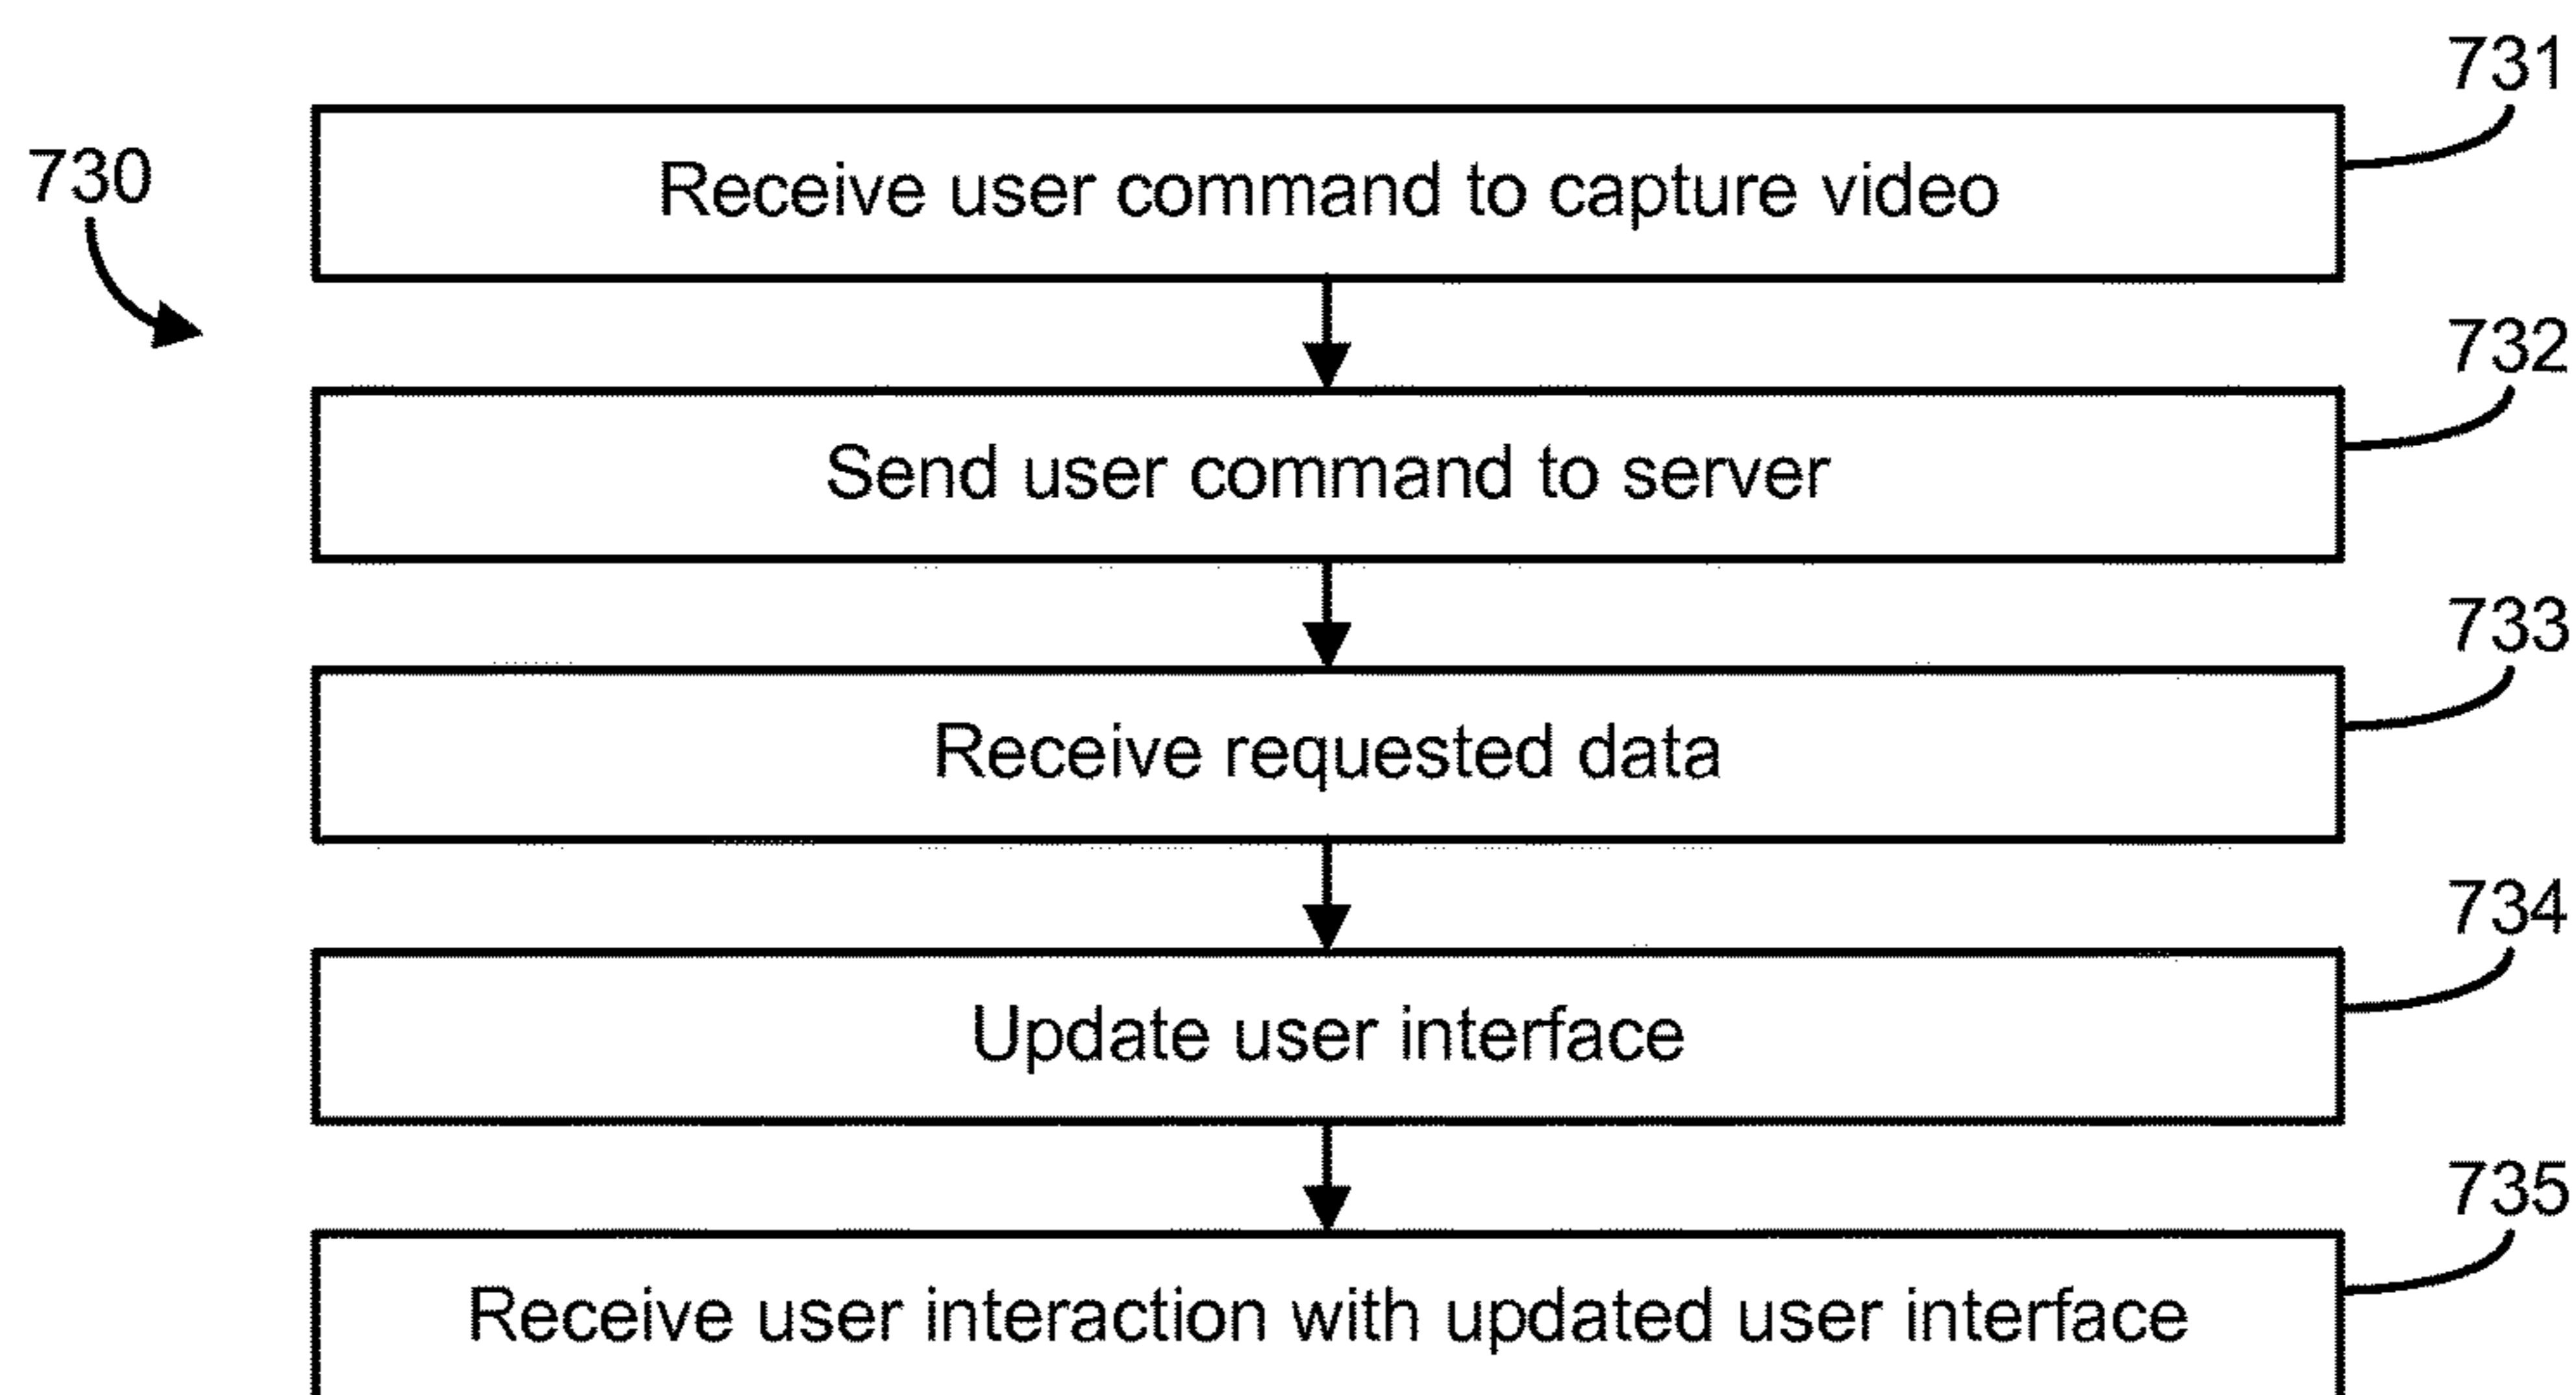 731
730
Receive user command to capture video
732
Send user command to server
733
Receive requested data
734
Update user interface
735
Receive user interaction with updated user interface